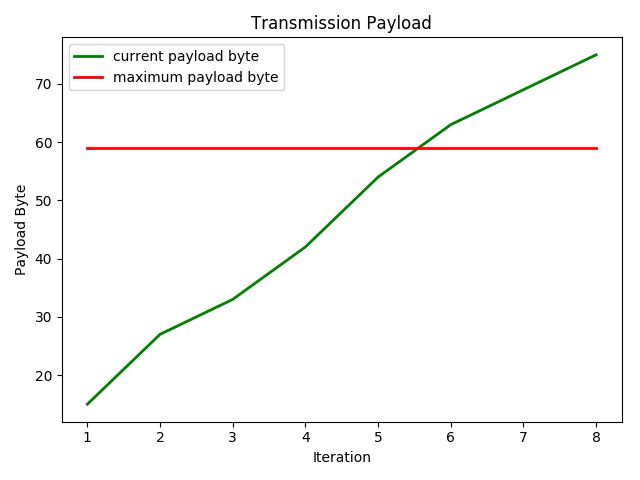 Transmission Payload
current payload byte
maximum payload byte
Payload Byte
70
60
50
40
30
20
1 2 3 4 5 6 7 8
Iteration